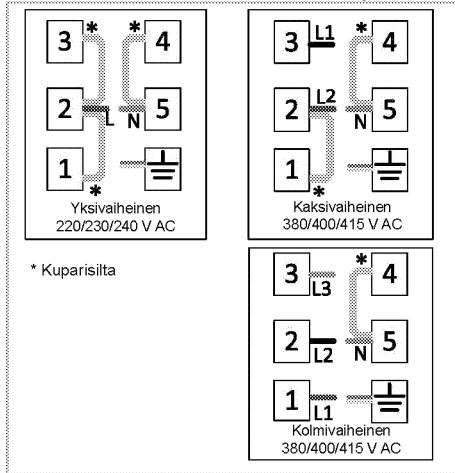 3 * * 4
2 L N 5
1 *
Yksivaiheinen
220/230/240 V AC
3 L1 * 4
2 L2 N 5
1 *
Kaksivaiheinen
380/400/415 V AC
* Kuparisilta
3 L3 * 4
2 L2 N 5
1 L1
Kolmivaiheinen
380/400/415 V AC